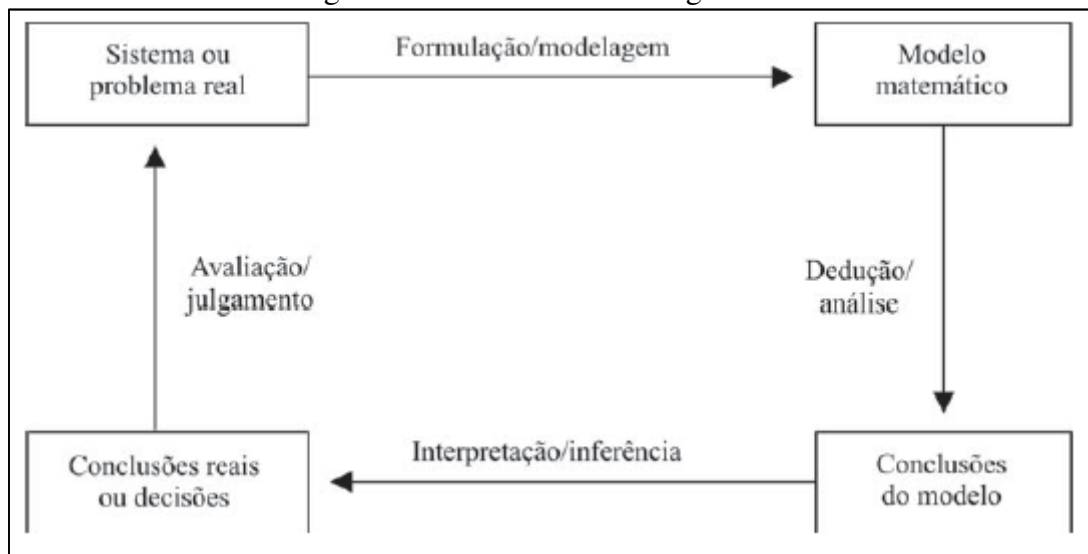 Sistema ou
problema real
Formulação/modelagem
Modelo
matemático
Avaliação/
julgamento
Dedução/
análise
Conclusões reais
ou decisões
Interpretação/inferência
Conclusões
do modelo